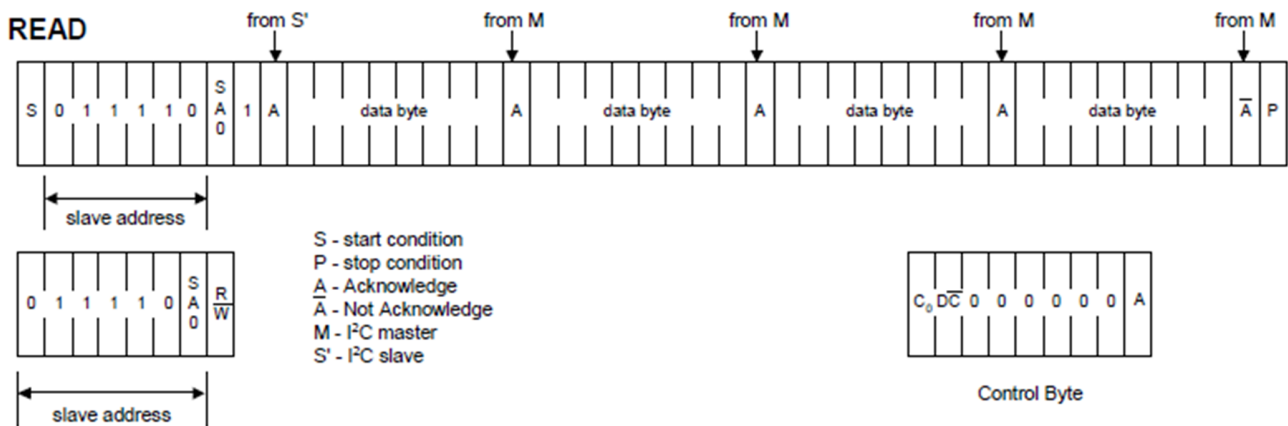 READ
from S' from M from M from M from M
S 0 1 1 1 1 0 SA0 1 A data byte A data byte A data byte A data byte A̅ P
slave address
0 1 1 1 1 0 SA0 R/W̅
slave address
S - start condition
P - stop condition
A - Acknowledge
A̅ - Not Acknowledge
M - I²C master
S' - I²C slave
C₀ DC̅ 0 0 0 0 0 0 A
Control Byte